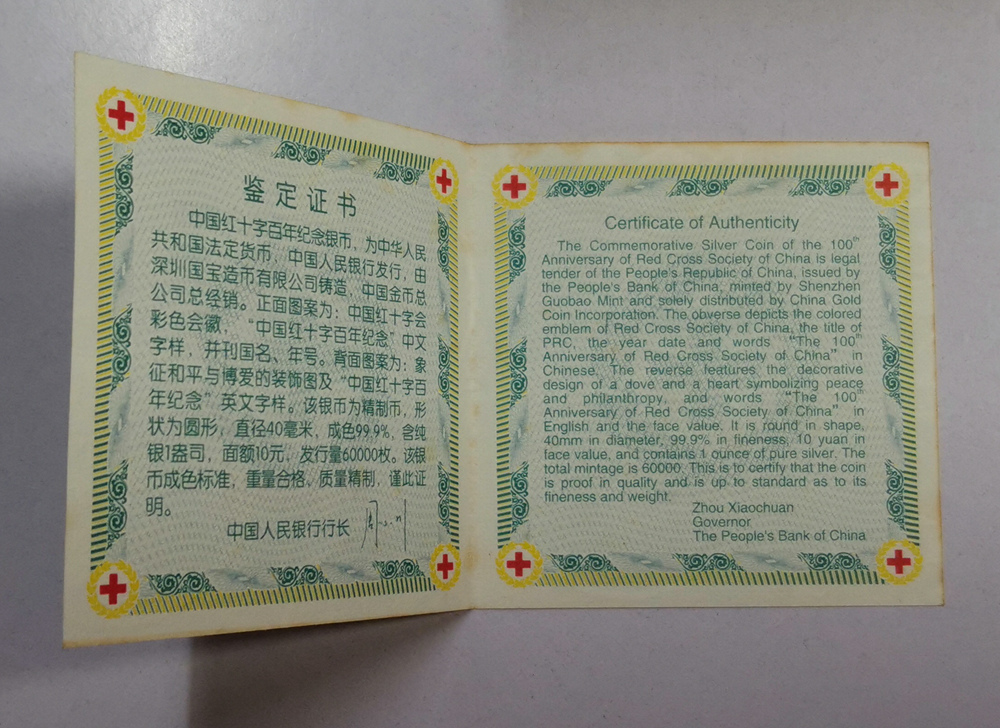 鉴定证书
中国红十字百年纪念银币，为中华人民
共和国法定货币，中国人民银行发行，由
深圳国宝造币有限公司铸造，中国金币总
公司总经销。正面图案为：中国红十字会
彩色会徽，“中国红十字百年纪念”中文
字样，并刊国名、年号。背面图案为：象
征和平与博爱的装饰图及“中国红十字百
年纪念”英文字样。该银币为精制币，形
状为圆形，直径40毫米，成色99.9%，含纯
银1盎司，面额10元，发行量60000枚。该银
币成色标准，重量合格，质量精制，谨此证
明。
中国人民银行行长 周小川
Certificate of Authenticity
The Commemorative Silver Coin of the 100th
Anniversary of Red Cross Society of China is legal
tender of the People's Republic of China, issued by
the People's Bank of China, minted by Shenzhen
Guobao Mint and solely distributed by China Gold
Coin Incorporation. The obverse depicts the colored
emblem of Red Cross Society of China, the title of
PRC, the year date and words “The 100th
Anniversary of Red Cross Society of China” in
Chinese. The reverse features the decorative
design of a dove and a heart symbolizing peace
and philanthropy, and words “The 100th
Anniversary of Red Cross Society of China” in
English and the face value. It is round in shape,
40mm in diameter, 99.9% in fineness, 10 yuan in
face value, and contains 1 ounce of pure silver. The
total mintage is 60000. This is to certify that the coin
is proof in quality and is up to standard as to its
fineness and weight.
Zhou Xiaochuan
Governor
The People's Bank of China